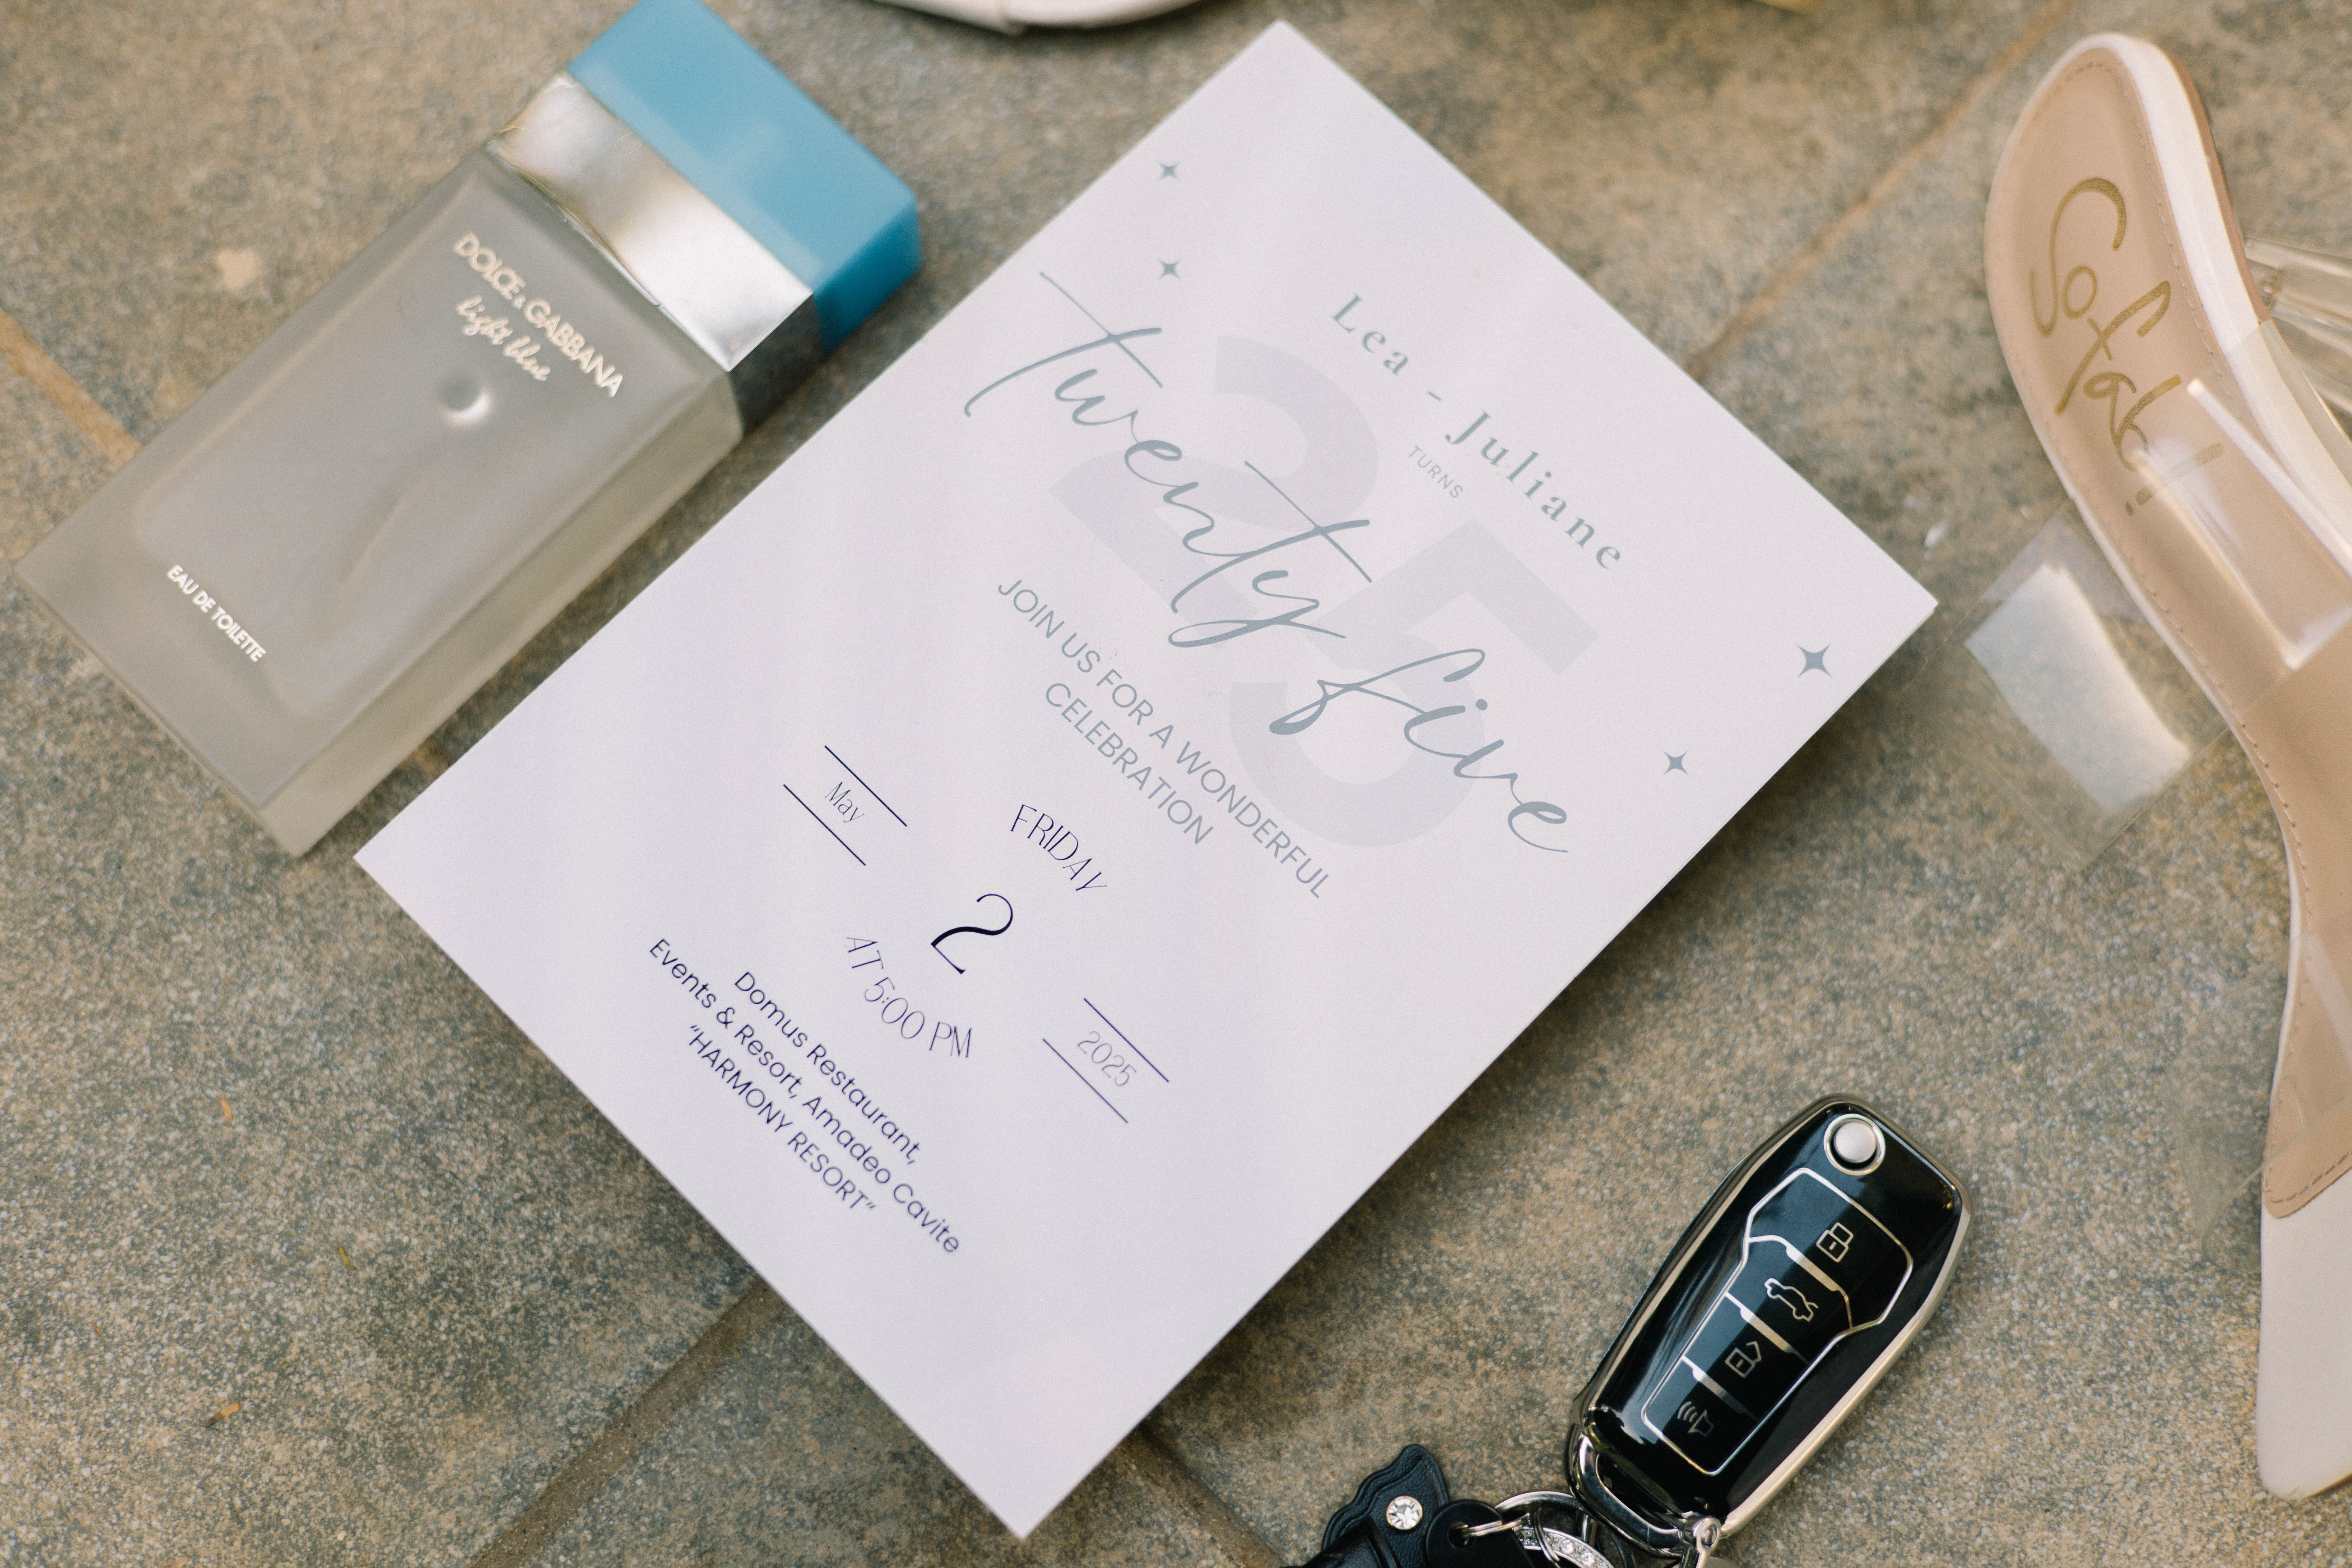 DOLCE & GABBANA
light blue
EAU DE TOILETTE
Lea - Juliane
TURNS
25
twenty five
JOIN US FOR A WONDERFUL
CELEBRATION
May
FRIDAY
2
AT 5:00 PM
2025
Domus Restaurant,
Events & Resort, Amadeo Cavite
"HARMONY RESORT"
Sofab!